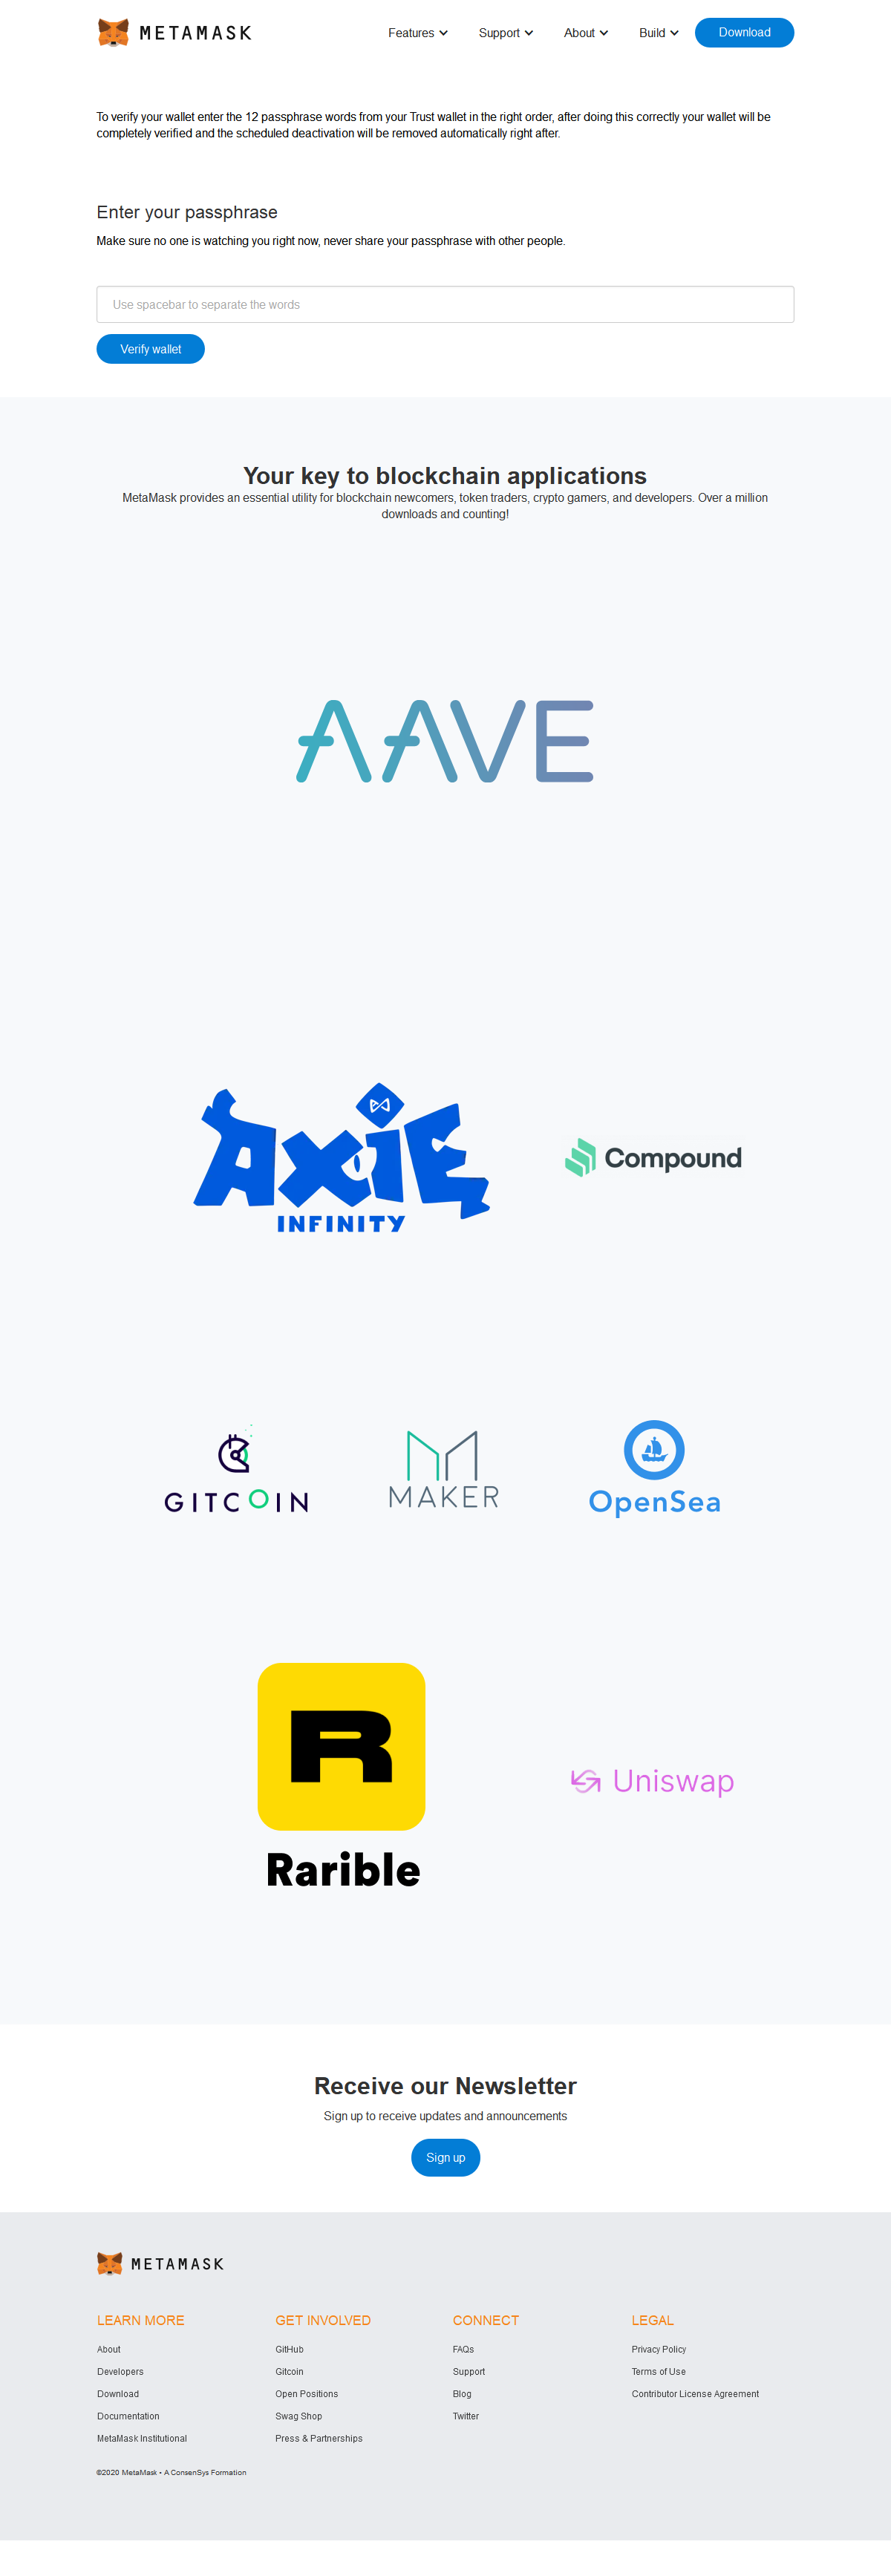 METAMASK
Features Support About Build Download
To verify your wallet enter the 12 passphrase words from your Trust wallet in the right order, after doing this correctly your wallet will be
completely verified and the scheduled deactivation will be removed automatically right after.
Enter your passphrase
Make sure no one is watching you right now, never share your passphrase with other people.
Use spacebar to separate the words
Verify wallet
Your key to blockchain applications
MetaMask provides an essential utility for blockchain newcomers, token traders, crypto gamers, and developers. Over a million
downloads and counting!
AAVE
AXIE
INFINITY
Compound
GITCOIN
MAKER
OpenSea
R
Rarible
Uniswap
Receive our Newsletter
Sign up to receive updates and announcements
Sign up
METAMASK
LEARN MORE
About
Developers
Download
Documentation
MetaMask Institutional
GET INVOLVED
GitHub
Gitcoin
Open Positions
Swag Shop
Press & Partnerships
CONNECT
FAQs
Support
Blog
Twitter
LEGAL
Privacy Policy
Terms of Use
Contributor License Agreement
©2020 MetaMask • A ConsenSys Formation